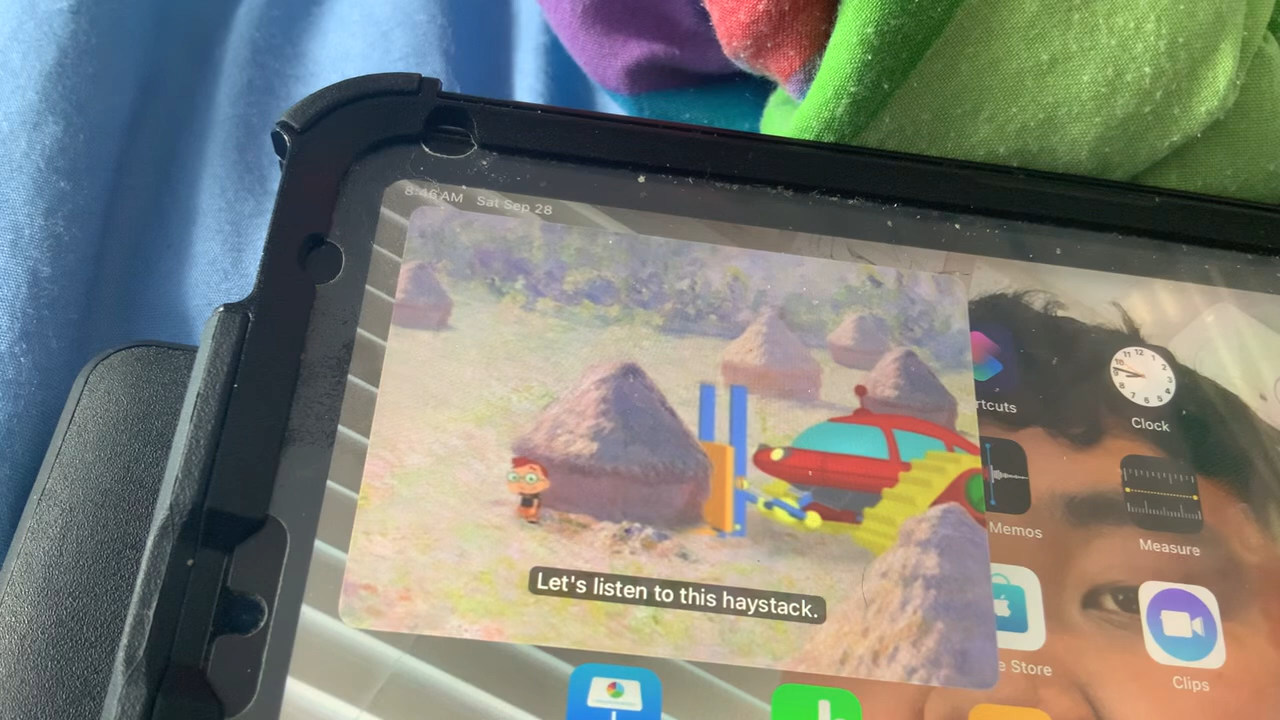 8:46 AM Sat Sep 28
rtcuts
Clock
Memos
Measure
Let's listen to this haystack.
e Store
Clips